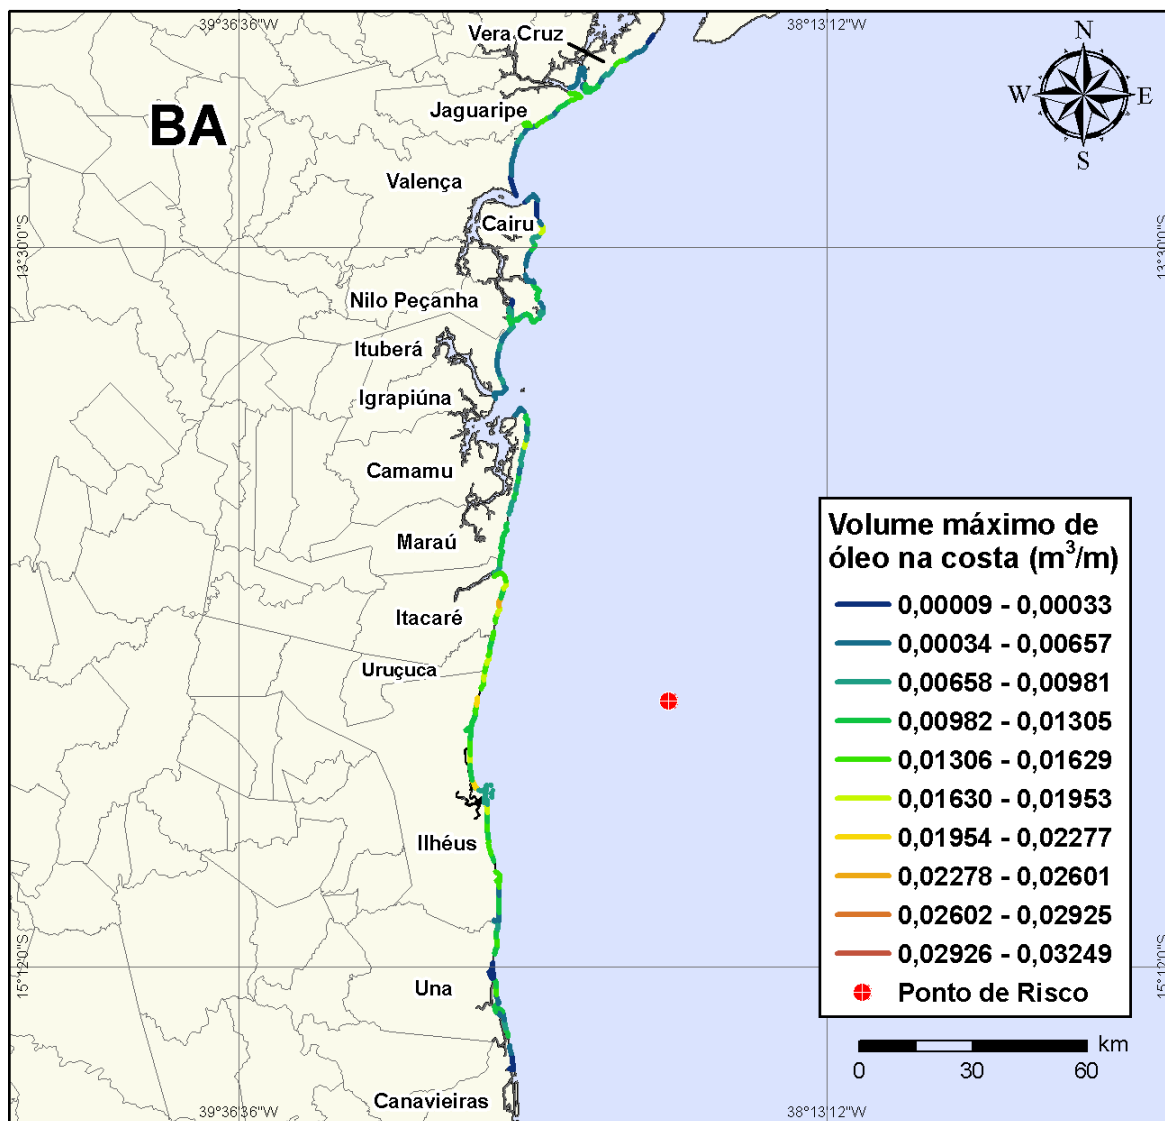 39°36'36"W
38°13'12"W
Vera Cruz
N
W
E
S
BA
Jaguaripe
Valença
Cairu
13°30'0"S
13°30'0"S
Nilo Peçanha
Ituberá
Igrapiúna
Camamu
Maraú
Itacaré
Uruçuca
Ilhéus
15°12'0"S
15°12'0"S
Una
Canavieiras
Volume máximo de
óleo na costa (m³/m)
0,00009 - 0,00033
0,00034 - 0,00657
0,00658 - 0,00981
0,00982 - 0,01305
0,01306 - 0,01629
0,01630 - 0,01953
0,01954 - 0,02277
0,02278 - 0,02601
0,02602 - 0,02925
0,02926 - 0,03249
Ponto de Risco
km
0 30 60
39°36'36"W
38°13'12"W